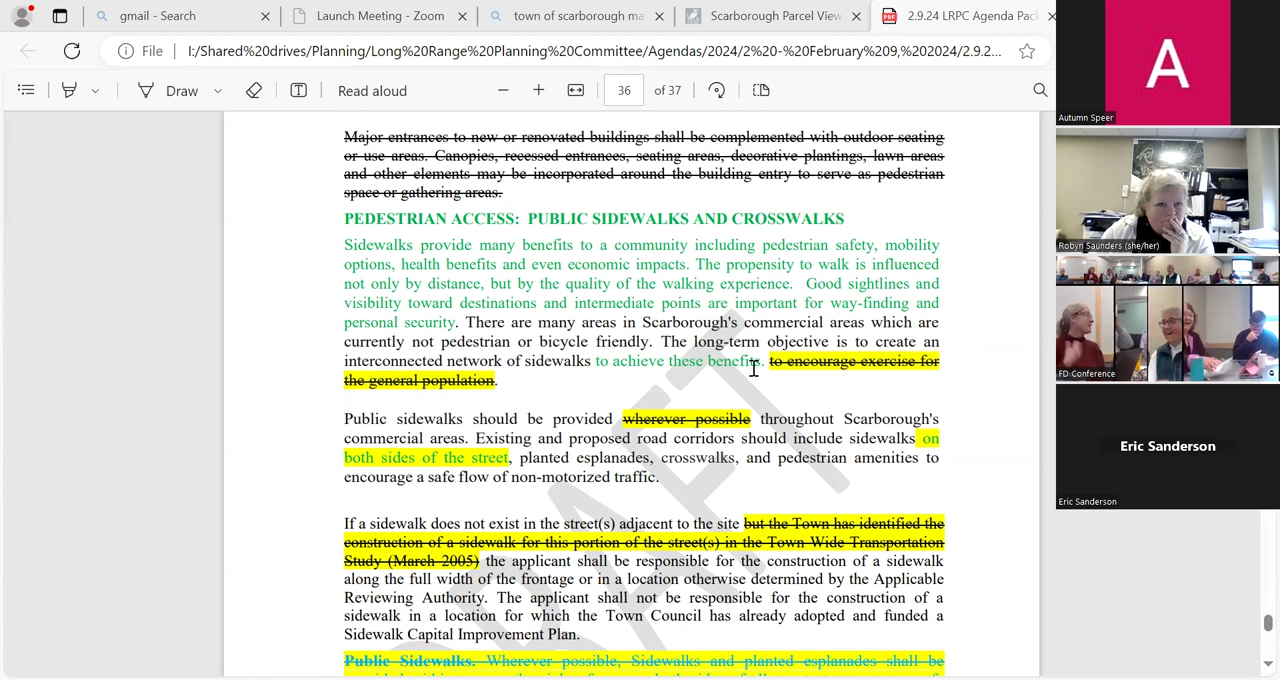 gmail - Search
Launch Meeting - Zoom
town of scarborough ma
Scarborough Parcel View
2.9.24 LRPC Agenda Pack
File
I:/Shared%20drives/Planning/Long%20Range%20Planning%20Committee/Agendas/2024/2%20-%20February%209,%202024/2.9.2...
Draw
Read aloud
36
of 37
Major entrances to new or renovated buildings shall be complemented with outdoor seating
or use areas. Canopies, recessed entrances, seating areas, decorative plantings, lawn areas
and other elements may be incorporated around the building entry to serve as pedestrian
space or gathering areas.
PEDESTRIAN ACCESS: PUBLIC SIDEWALKS AND CROSSWALKS
Sidewalks provide many benefits to a community including pedestrian safety, mobility
options, health benefits and even economic impacts. The propensity to walk is influenced
not only by distance, but by the quality of the walking experience. Good sightlines and
visibility toward destinations and intermediate points are important for way-finding and
personal security. There are many areas in Scarborough's commercial areas which are
currently not pedestrian or bicycle friendly. The long-term objective is to create an
interconnected network of sidewalks to achieve these benefits. to encourage exercise for
the general population.
Public sidewalks should be provided wherever possible throughout Scarborough's
commercial areas. Existing and proposed road corridors should include sidewalks on
both sides of the street, planted esplanades, crosswalks, and pedestrian amenities to
encourage a safe flow of non-motorized traffic.
If a sidewalk does not exist in the street(s) adjacent to the site but the Town has identified the
construction of a sidewalk for this portion of the street(s) in the Town Wide Transportation
Study (March 2005) the applicant shall be responsible for the construction of a sidewalk
along the full width of the frontage or in a location otherwise determined by the Applicable
Reviewing Authority. The applicant shall not be responsible for the construction of a
sidewalk in a location for which the Town Council has already adopted and funded a
Sidewalk Capital Improvement Plan.
Public Sidewalks. Wherever possible, Sidewalks and planted esplanades shall be
DRAFT
A
Autumn Speer
Robyn Saunders (she/her)
FD Conference
Eric Sanderson
Eric Sanderson